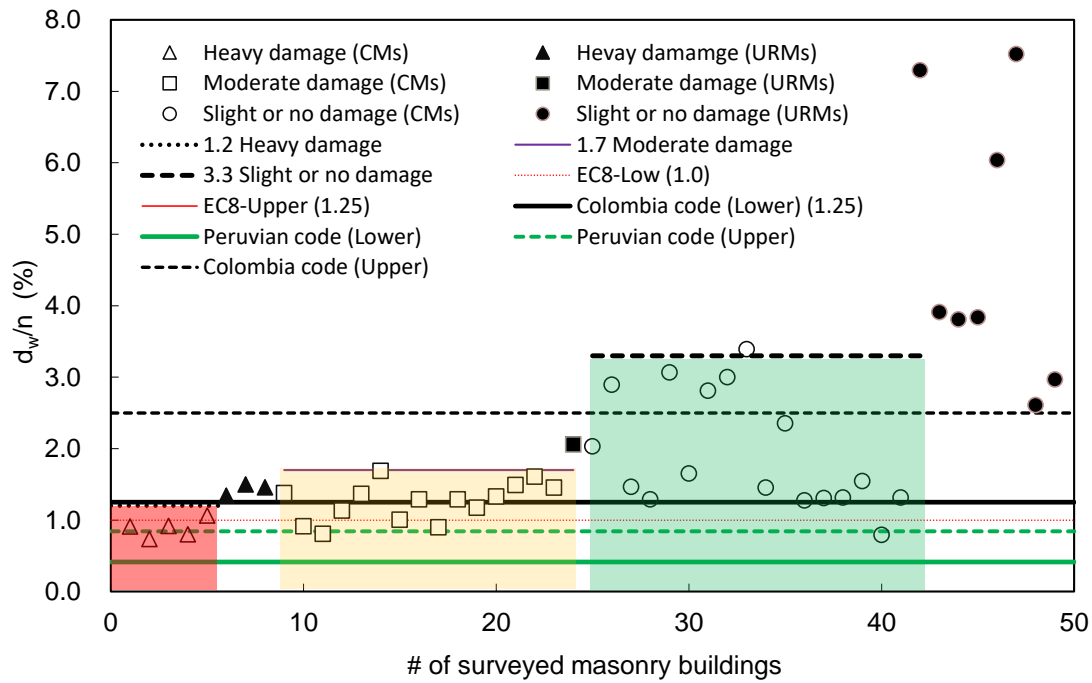 8.0
7.0
6.0
5.0
4.0
3.0
2.0
1.0
0.0
dw/n (%)
Heavy damage (CMs)
Hevay damamge (URMs)
Moderate damage (CMs)
Moderate damage (URMs)
Slight or no damage (CMs)
Slight or no damage (URMs)
1.2 Heavy damage
1.7 Moderate damage
3.3 Slight or no damage
EC8-Low (1.0)
EC8-Upper (1.25)
Colombia code (Lower) (1.25)
Peruvian code (Lower)
Peruvian code (Upper)
Colombia code (Upper)
0 10 20 30 40 50
# of surveyed masonry buildings